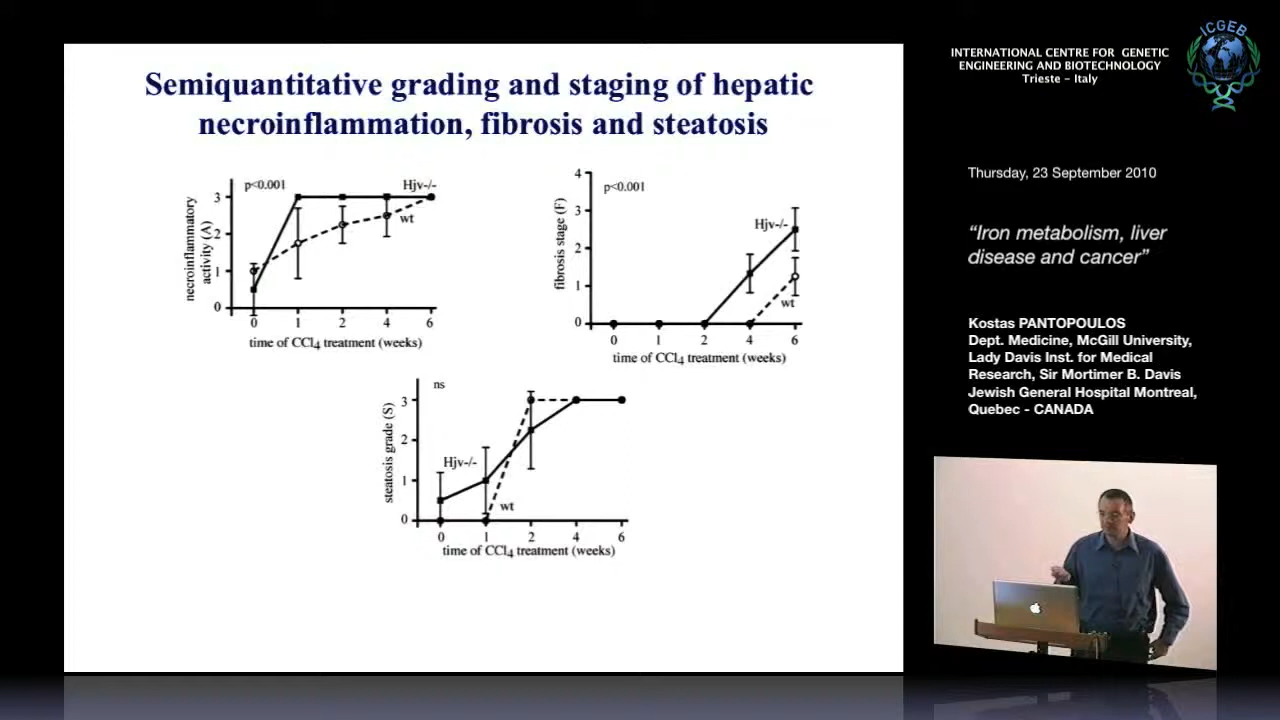 Semiquantitative grading and staging of hepatic
necroinflammation, fibrosis and steatosis
p<0.001
Hjv-/-
wt
necroinflammatory
activity (A)
3
2
1
0
0 1 2 4 6
time of CCl4 treatment (weeks)
p<0.001
Hjv-/-
wt
fibrosis stage (F)
4
3
2
1
0
0 1 2 4 6
time of CCl4 treatment (weeks)
ns
Hjv-/-
wt
steatosis grade (S)
3
2
1
0
0 1 2 4 6
time of CCl4 treatment (weeks)
ICGEB
INTERNATIONAL CENTRE FOR GENETIC
ENGINEERING AND BIOTECHNOLOGY
Trieste – Italy
Thursday, 23 September 2010
“Iron metabolism, liver
disease and cancer”
Kostas PANTOPOULOS
Dept. Medicine, McGill University,
Lady Davis Inst. for Medical
Research, Sir Mortimer B. Davis
Jewish General Hospital Montreal,
Quebec - CANADA